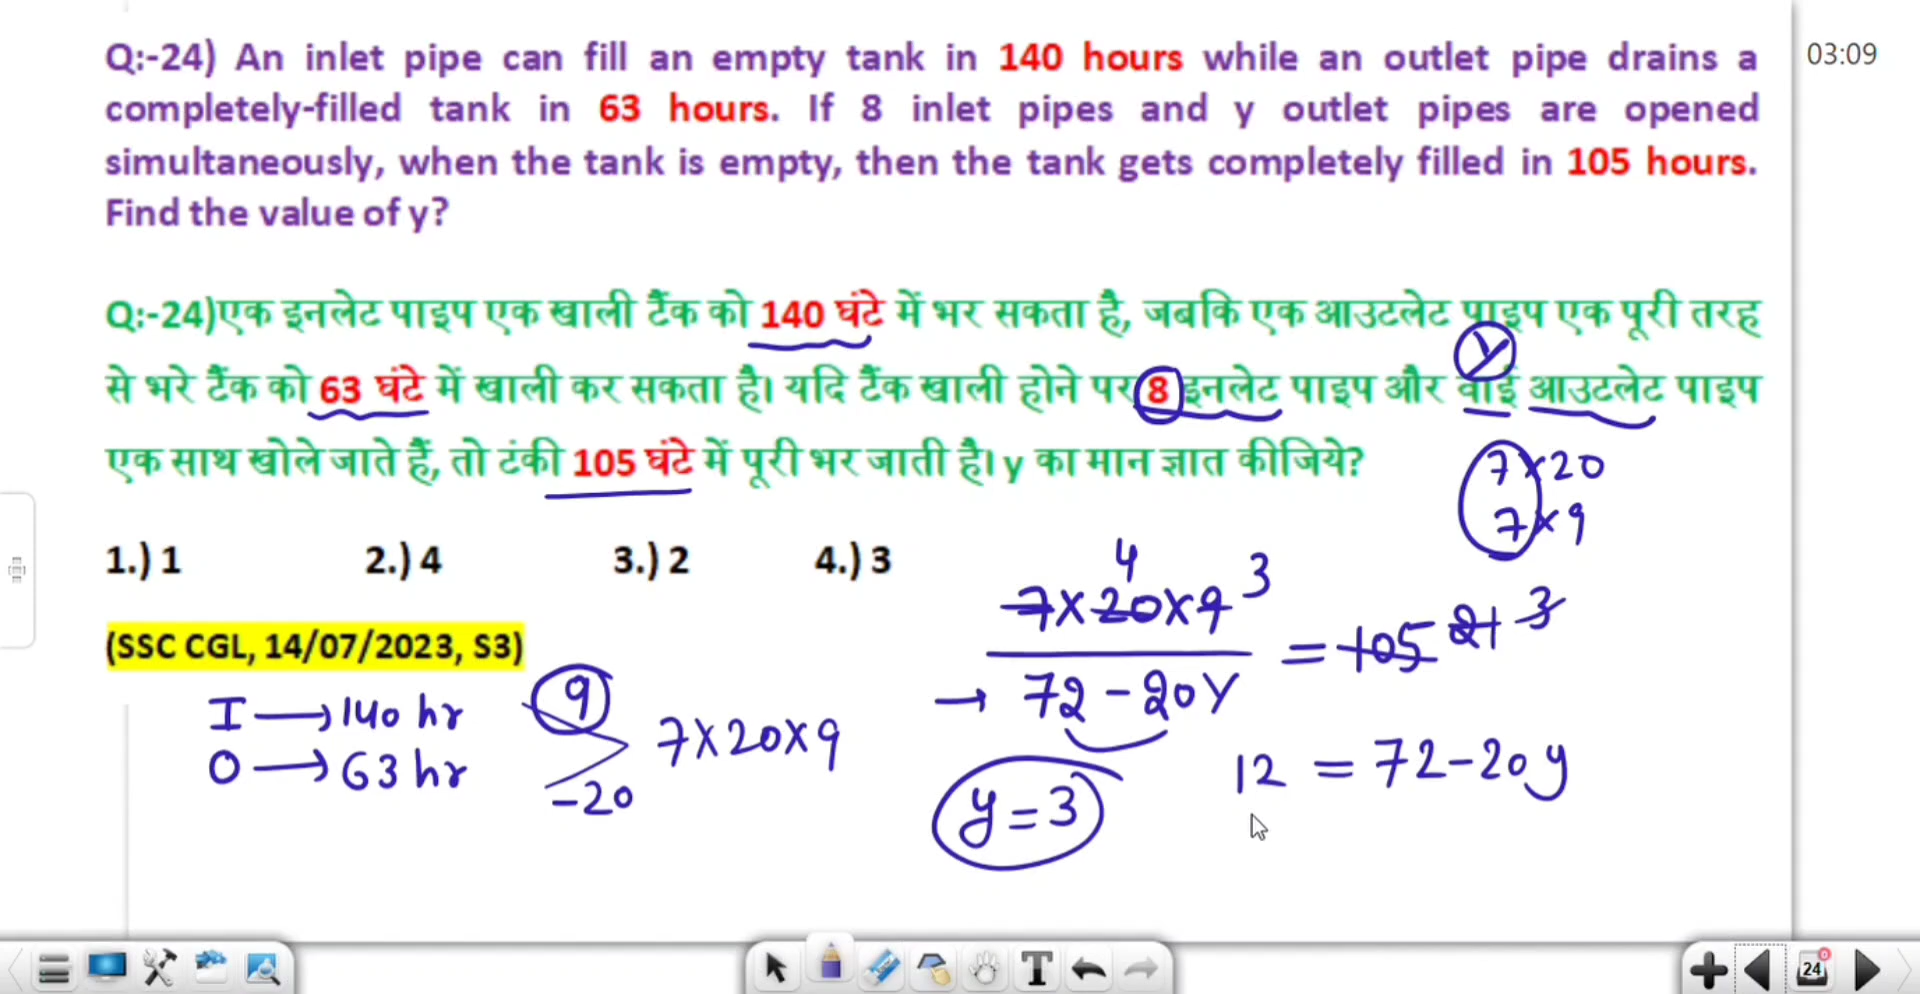 Q:-24) An inlet pipe can fill an empty tank in 140 hours while an outlet pipe drains a
completely-filled tank in 63 hours. If 8 inlet pipes and y outlet pipes are opened
simultaneously, when the tank is empty, then the tank gets completely filled in 105 hours.
Find the value of y?
03:09
Q:-24)एक इनलेट पाइप एक खाली टैंक को 140 घंटे में भर सकता है, जबकि एक आउटलेट पाइप एक पूरी तरह
से भरे टैंक को 63 घंटे में खाली कर सकता है। यदि टैंक खाली होने पर 8 इनलेट पाइप और वाई आउटलेट पाइप
y
एक साथ खोले जाते हैं, तो टंकी 105 घंटे में पूरी भर जाती है। y का मान ज्ञात कीजिये?
7×20
7×9
1.) 1 2.) 4 3.) 2 4.) 3
(SSC CGL, 14/07/2023, S3)
4 3
7×20×9
= 105 21 3
→ 72-20Y
I → 140 hr 9
7×20×9
O → 63 hr -20
12 = 72-20y
y=3
T
24
0